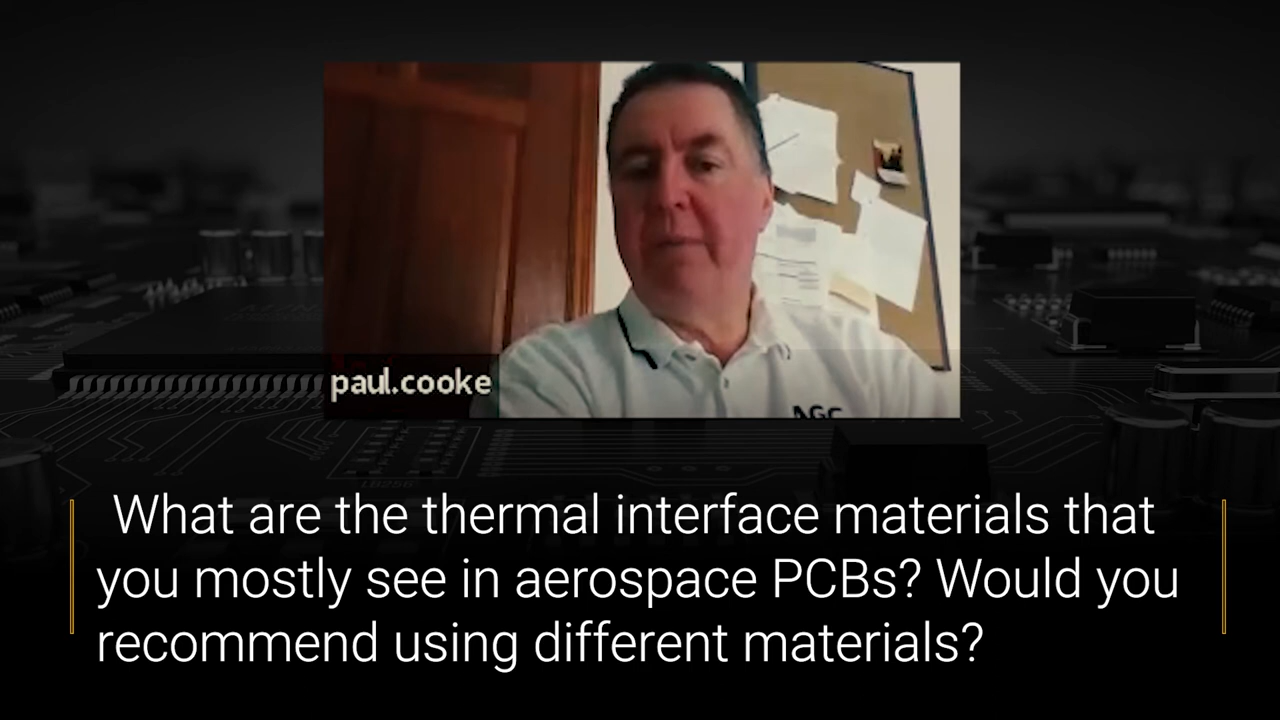 paul.cooke
AGC
What are the thermal interface materials that
you mostly see in aerospace PCBs? Would you
recommend using different materials?